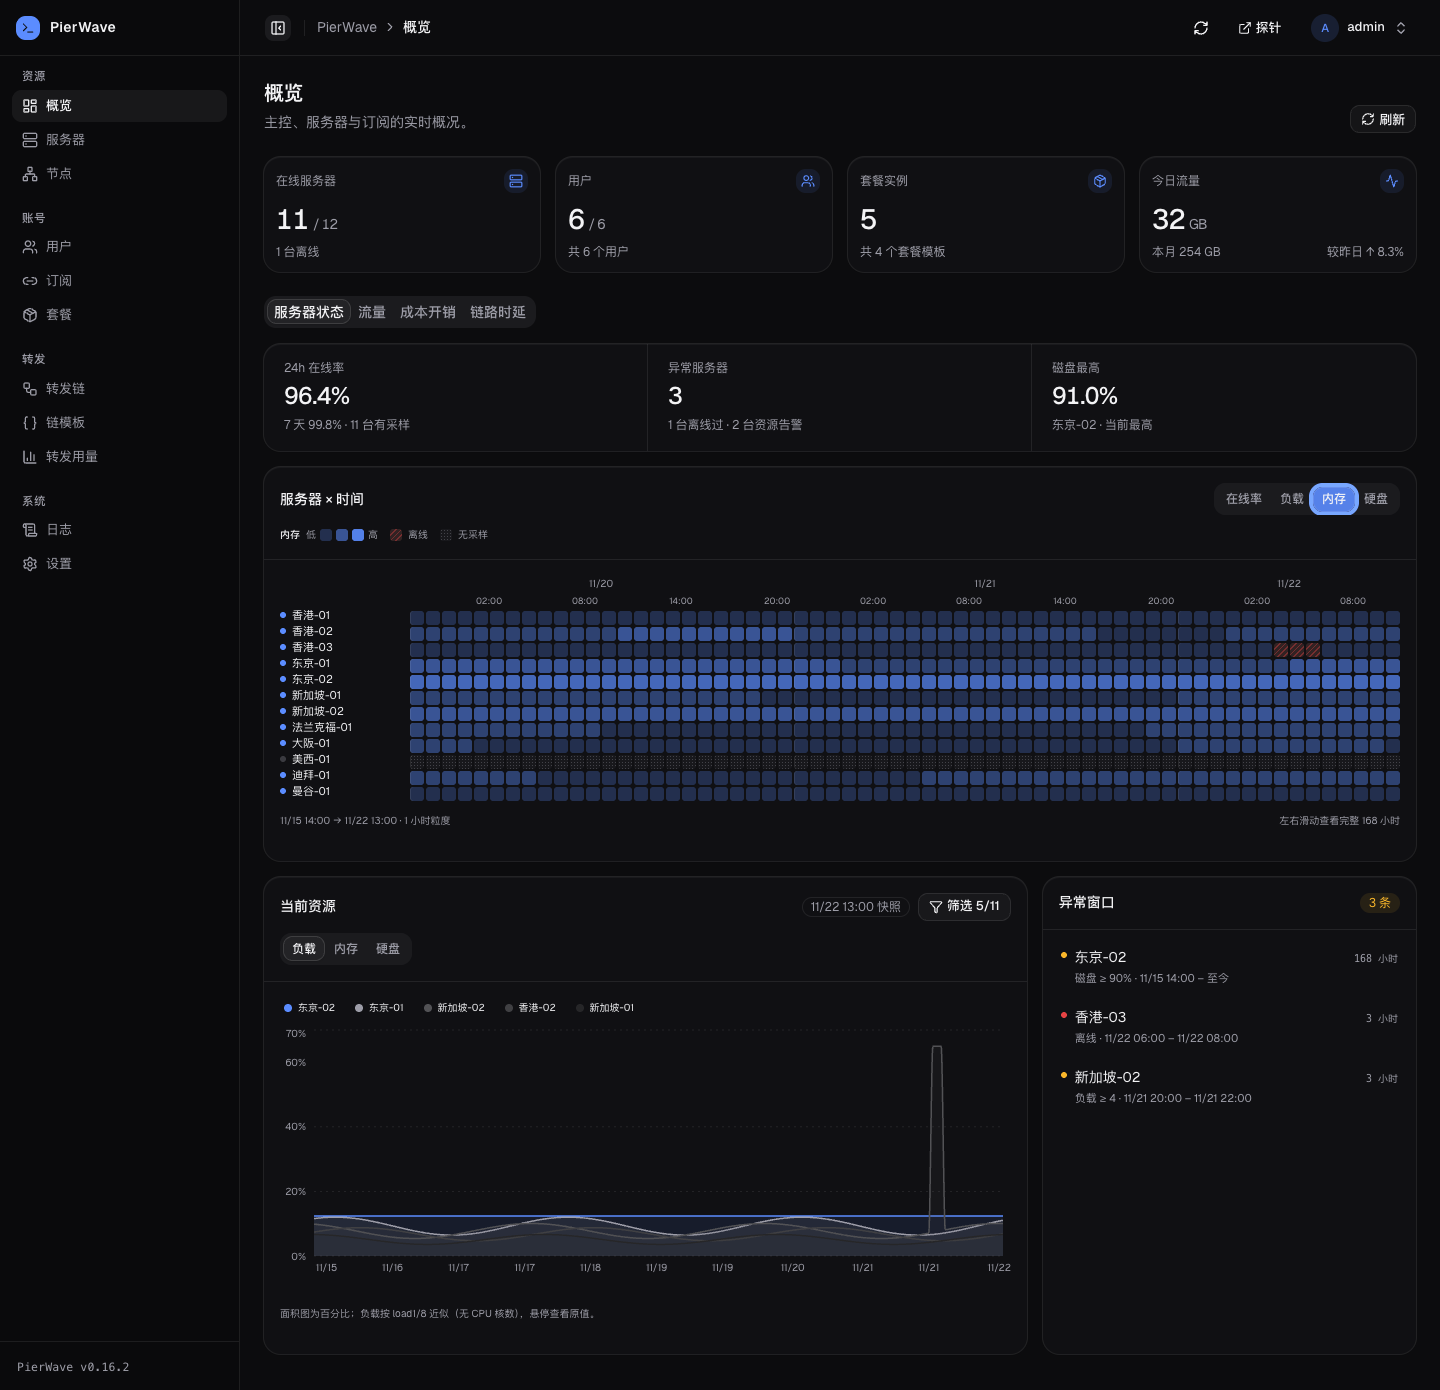 PierWave
PierWave > 概览
探针
A admin
资源
概览
服务器
节点
账号
用户
订阅
套餐
转发
转发链
链模板
转发用量
系统
日志
设置
PierWave v0.16.2
概览
主控、服务器与订阅的实时概况。
刷新
在线服务器
11 / 12
1 台离线
用户
6 / 6
共 6 个用户
套餐实例
5
共 4 个套餐模板
今日流量
32 GB
本月 254 GB 较昨日 ↑ 8.3%
服务器状态 流量 成本开销 链路时延
24h 在线率
96.4%
7 天 99.8% · 11 台有采样
异常服务器
3
1 台离线过 · 2 台资源告警
磁盘最高
91.0%
东京-02 · 当前最高
服务器 × 时间
在线率 负载 内存 硬盘
内存 低 高 离线 无采样
11/20 11/21 11/22
02:00 08:00 14:00 20:00 02:00 08:00 14:00 20:00 02:00 08:00
香港-01
香港-02
香港-03
东京-01
东京-02
新加坡-01
新加坡-02
法兰克福-01
大阪-01
美西-01
迪拜-01
曼谷-01
11/15 14:00 → 11/22 13:00 · 1 小时粒度
左右滑动查看完整 168 小时
当前资源
11/22 13:00 快照
筛选 5/11
负载 内存 硬盘
东京-02 东京-01 新加坡-02 香港-02 新加坡-01
70%
60%
40%
20%
0%
11/15 11/16 11/17 11/17 11/18 11/19 11/19 11/20 11/21 11/21 11/22
面积图为百分比；负载按 load1/8 近似（无 CPU 核数），悬停查看原值。
异常窗口
3 条
东京-02
168 小时
磁盘 ≥ 90% · 11/15 14:00 – 至今
香港-03
3 小时
离线 · 11/22 06:00 – 11/22 08:00
新加坡-02
3 小时
负载 ≥ 4 · 11/21 20:00 – 11/21 22:00